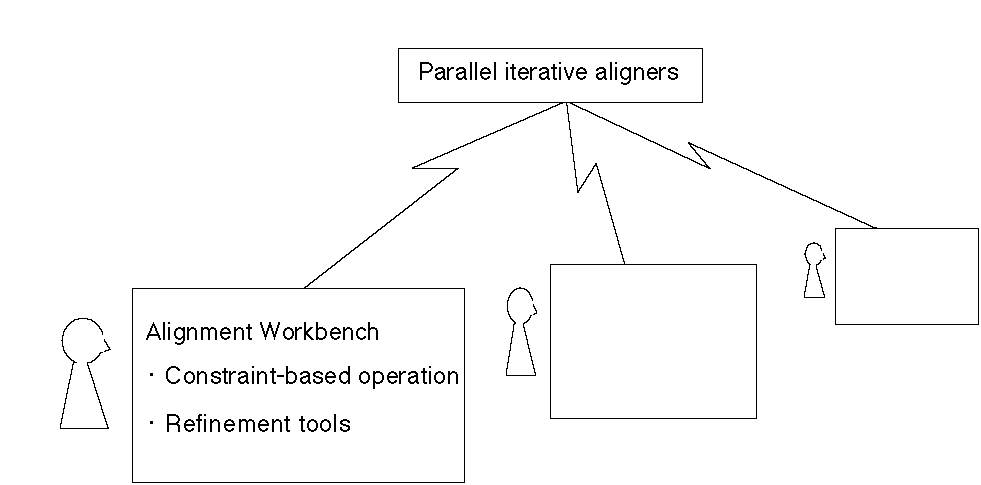 Parallel iterative aligners
Alignment Workbench
· Constraint-based operation
· Refinement tools